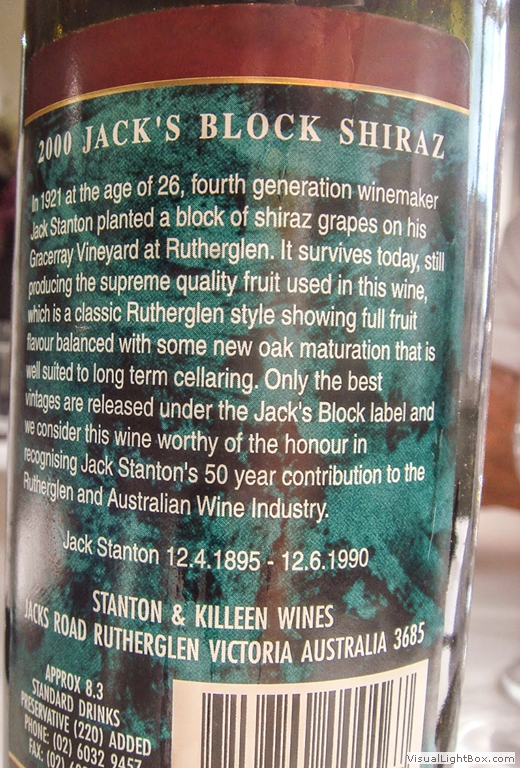 2000 JACK'S BLOCK SHIRAZ
In 1921 at the age of 26, fourth generation winemaker
Jack Stanton planted a block of shiraz grapes on his
Gracerray Vineyard at Rutherglen. It survives today, still
producing the supreme quality fruit used in this wine,
which is a classic Rutherglen style showing full fruit
flavour balanced with some new oak maturation that is
well suited to long term cellaring. Only the best
vintages are released under the Jack's Block label and
we consider this wine worthy of the honour in
recognising Jack Stanton's 50 year contribution to the
Rutherglen and Australian Wine Industry.
Jack Stanton 12.4.1895 - 12.6.1990
STANTON & KILLEEN WINES
JACKS ROAD RUTHERGLEN VICTORIA AUSTRALIA 3685
APPROX 8.3
STANDARD DRINKS
PRESERVATIVE (220) ADDED
PHONE: (02) 6032 9457
FAX: (02)
VisualLightBox.com